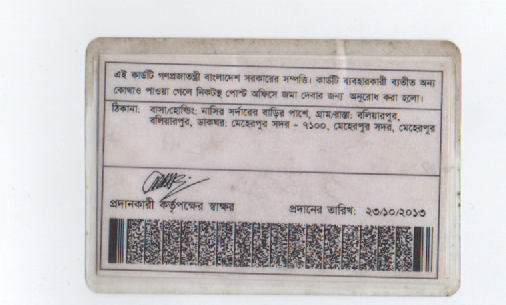 এই কার্ডটি গণপ্রজাতন্ত্রী বাংলাদেশ সরকারের সম্পত্তি। কার্ডটি ব্যবহারকারী ব্যতীত অন্য
কোথাও পাওয়া গেলে নিকটস্থ পোস্ট অফিসে জমা দেবার জন্য অনুরোধ করা হলো।
ঠিকানা: বাসা/হোল্ডিং: নাসির সর্দারের বাড়ির পাশে, গ্রাম/রাস্তা: বলিয়ারপুর,
বলিয়ারপুর, ডাকঘর: মেহেরপুর সদর - ৭১০০, মেহেরপুর সদর, মেহেরপুর
প্রদানকারী কর্তৃপক্ষের স্বাক্ষর প্রদানের তারিখ: ২৩/১০/২০১৩